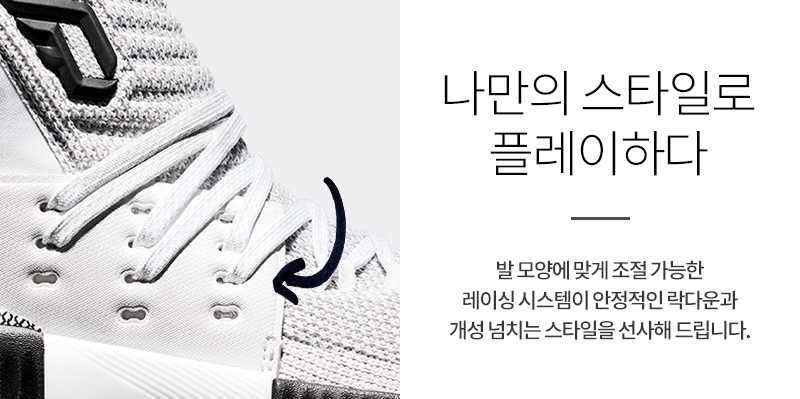 나만의 스타일로
플레이하다
발 모양에 맞게 조절 가능한
레이싱 시스템이 안정적인 락다운과
개성 넘치는 스타일을 선사해 드립니다.